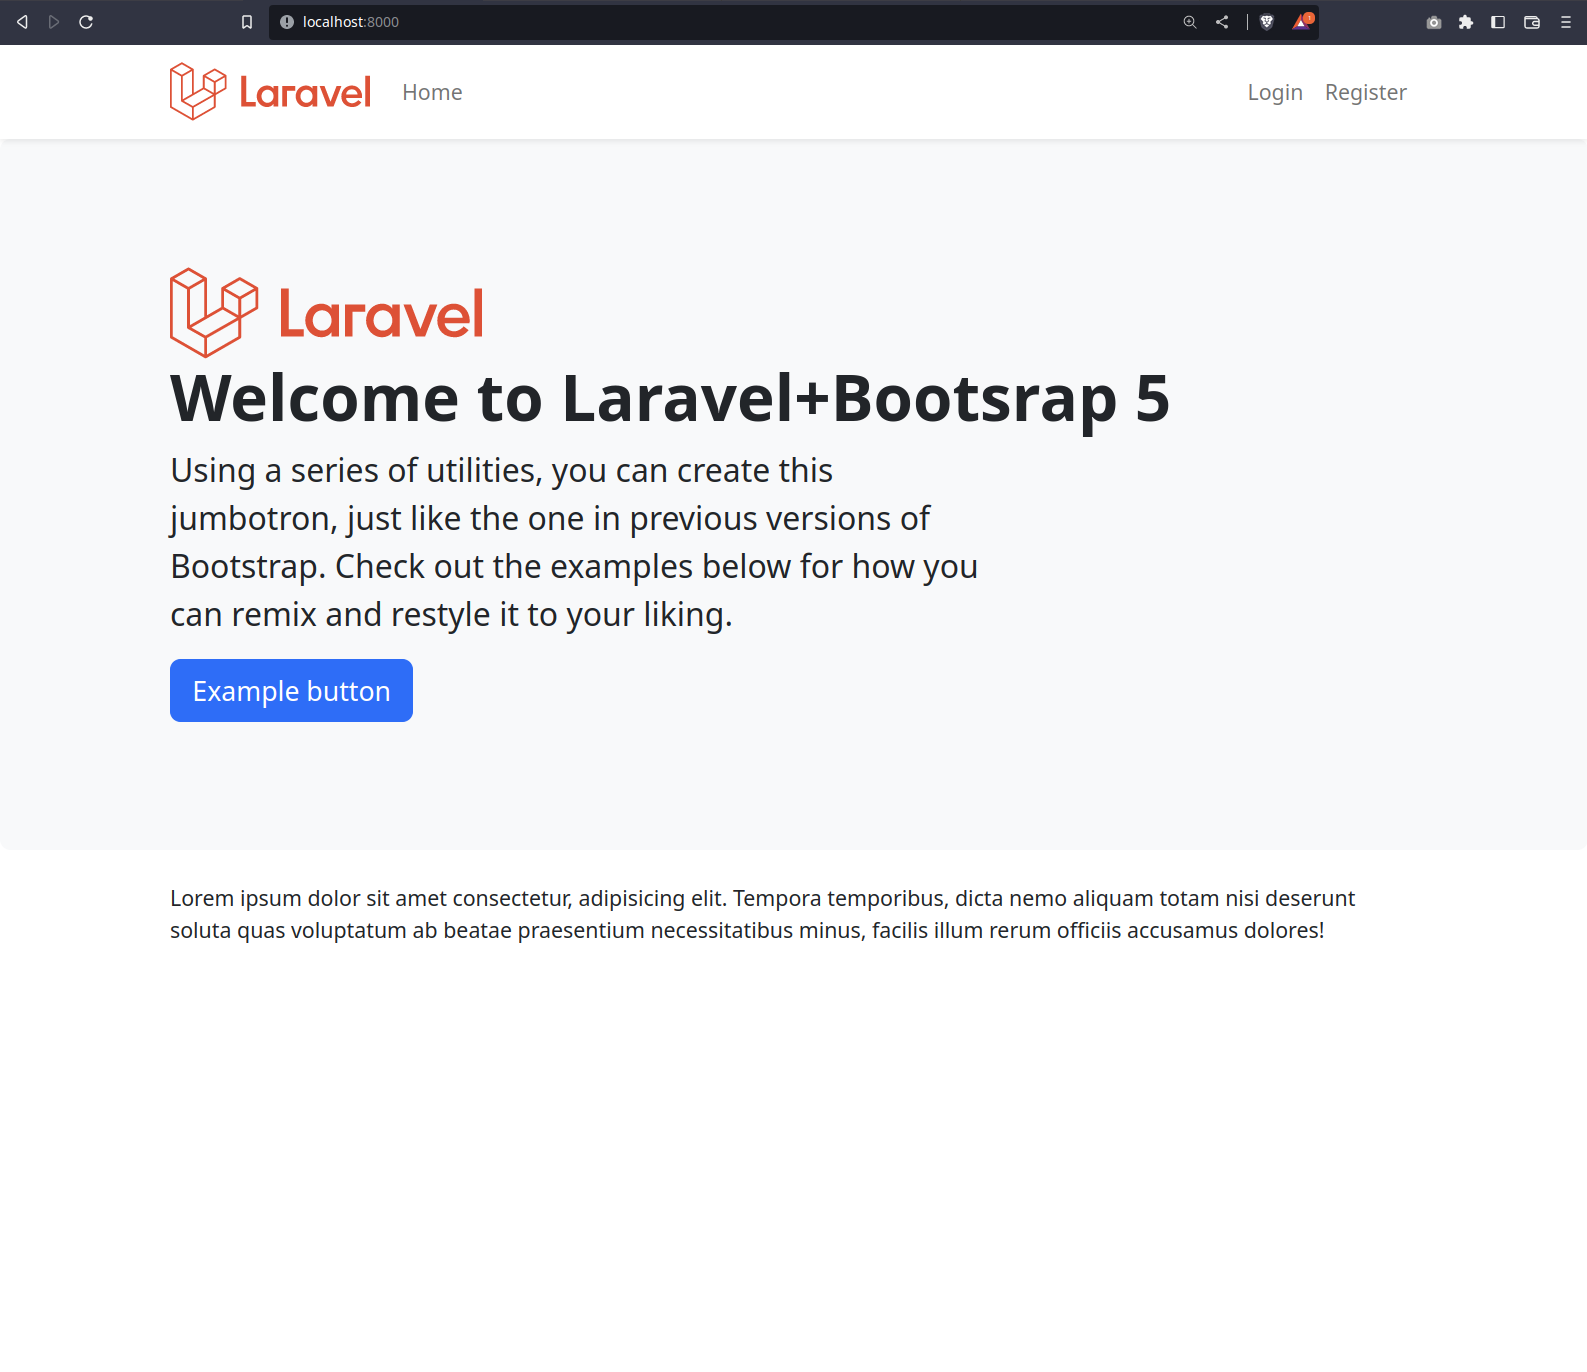 localhost:8000
Laravel Home Login Register
Laravel
Welcome to Laravel+Bootsrap 5
Using a series of utilities, you can create this
jumbotron, just like the one in previous versions of
Bootstrap. Check out the examples below for how you
can remix and restyle it to your liking.
Example button
Lorem ipsum dolor sit amet consectetur, adipisicing elit. Tempora temporibus, dicta nemo aliquam totam nisi deserunt
soluta quas voluptatum ab beatae praesentium necessitatibus minus, facilis illum rerum officiis accusamus dolores!